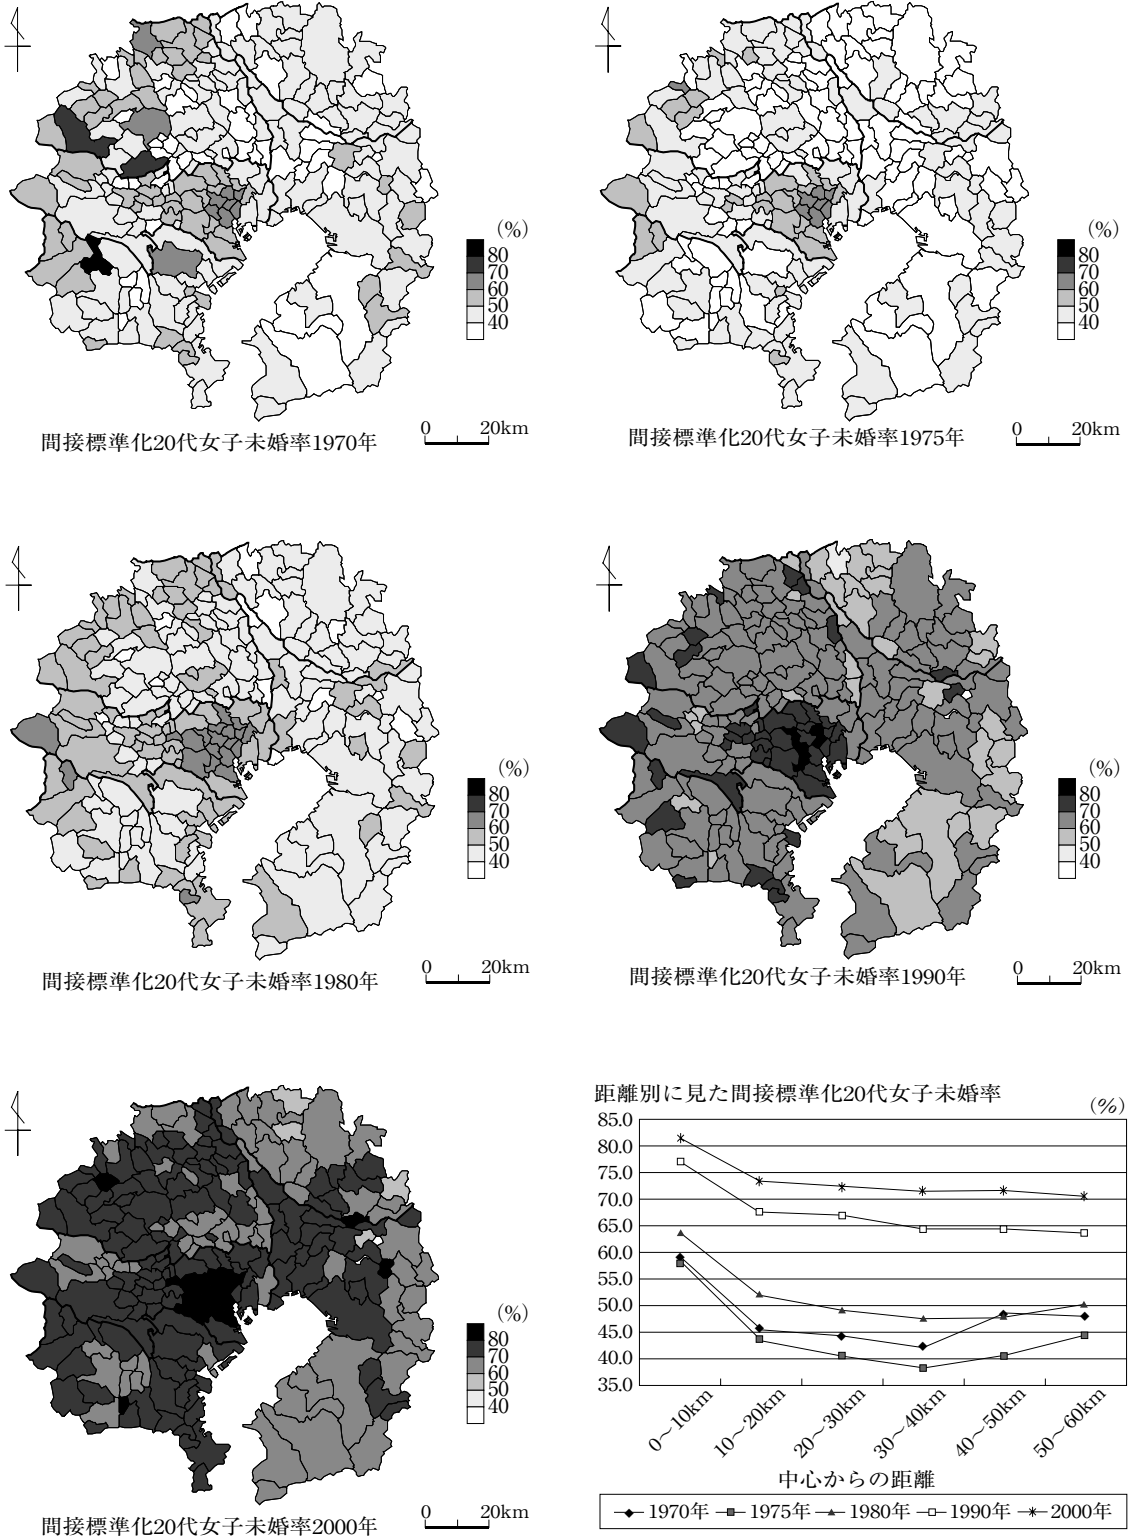 (%)
80
70
60
50
40
間接標準化20代女子未婚率1970年
0 20km
(%)
80
70
60
50
40
間接標準化20代女子未婚率1975年
0 20km
(%)
80
70
60
50
40
間接標準化20代女子未婚率1980年
0 20km
(%)
80
70
60
50
40
間接標準化20代女子未婚率1990年
0 20km
(%)
80
70
60
50
40
間接標準化20代女子未婚率2000年
0 20km
距離別に見た間接標準化20代女子未婚率
(%)
85.0
80.0
75.0
70.0
65.0
60.0
55.0
50.0
45.0
40.0
35.0
0～10km
10～20km
20～30km
30～40km
40～50km
50～60km
中心からの距離
1970年 1975年 1980年 1990年 2000年